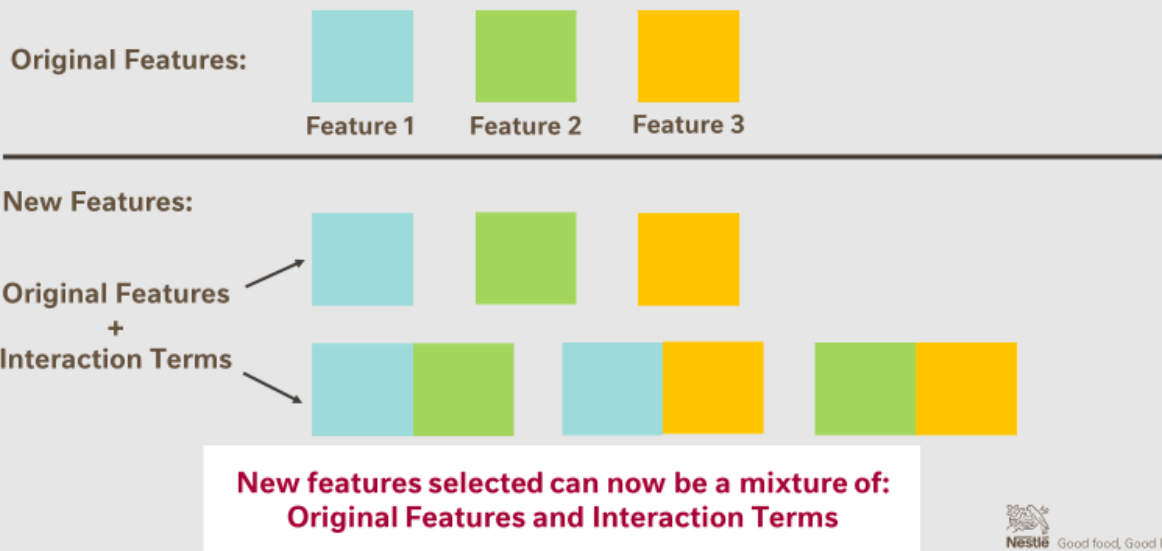 Original Features:
Feature 1
Feature 2
Feature 3
New Features:
Original Features
+
Interaction Terms
New features selected can now be a mixture of:
Original Features and Interaction Terms
Nestlé Good food, Good